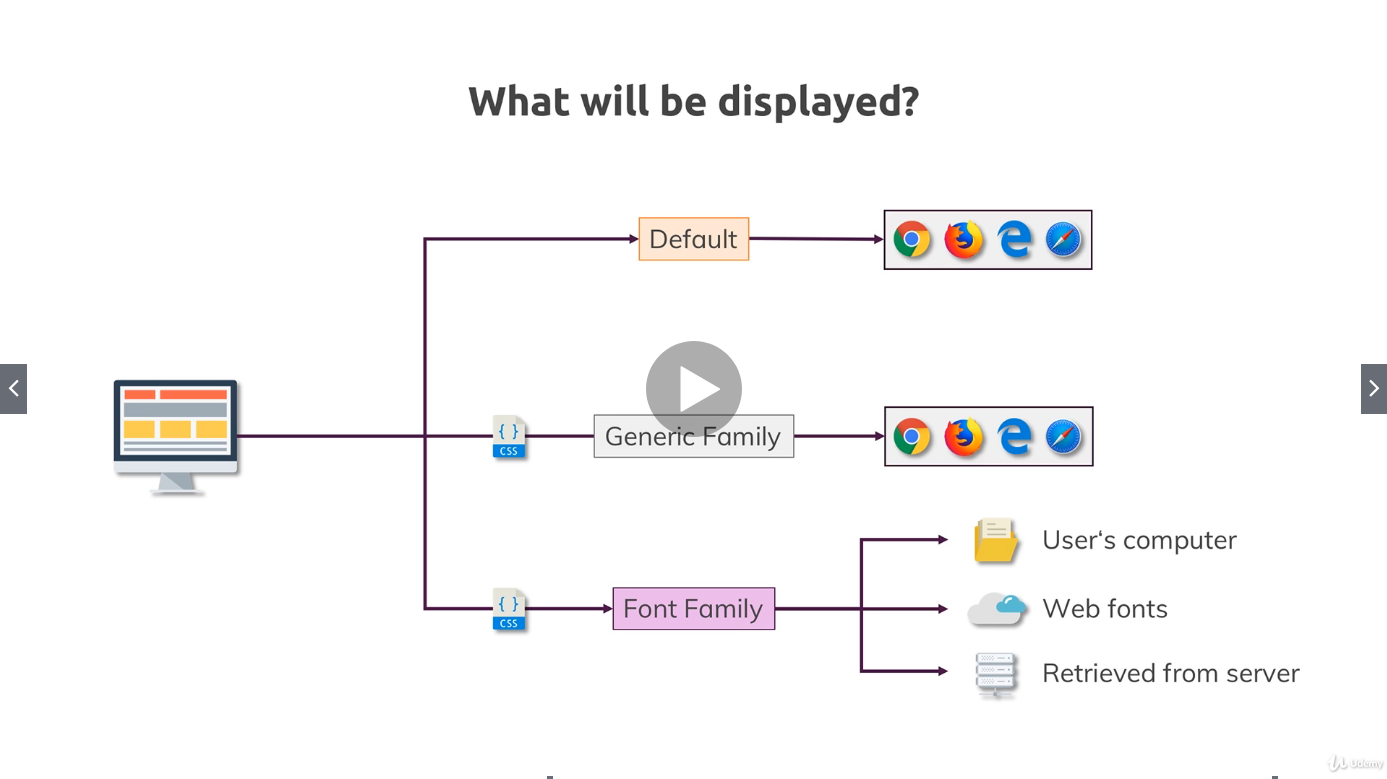 What will be displayed?
Default
{ }
CSS
Generic Family
{ }
CSS
Font Family
User‘s computer
Web fonts
Retrieved from server
Udemy